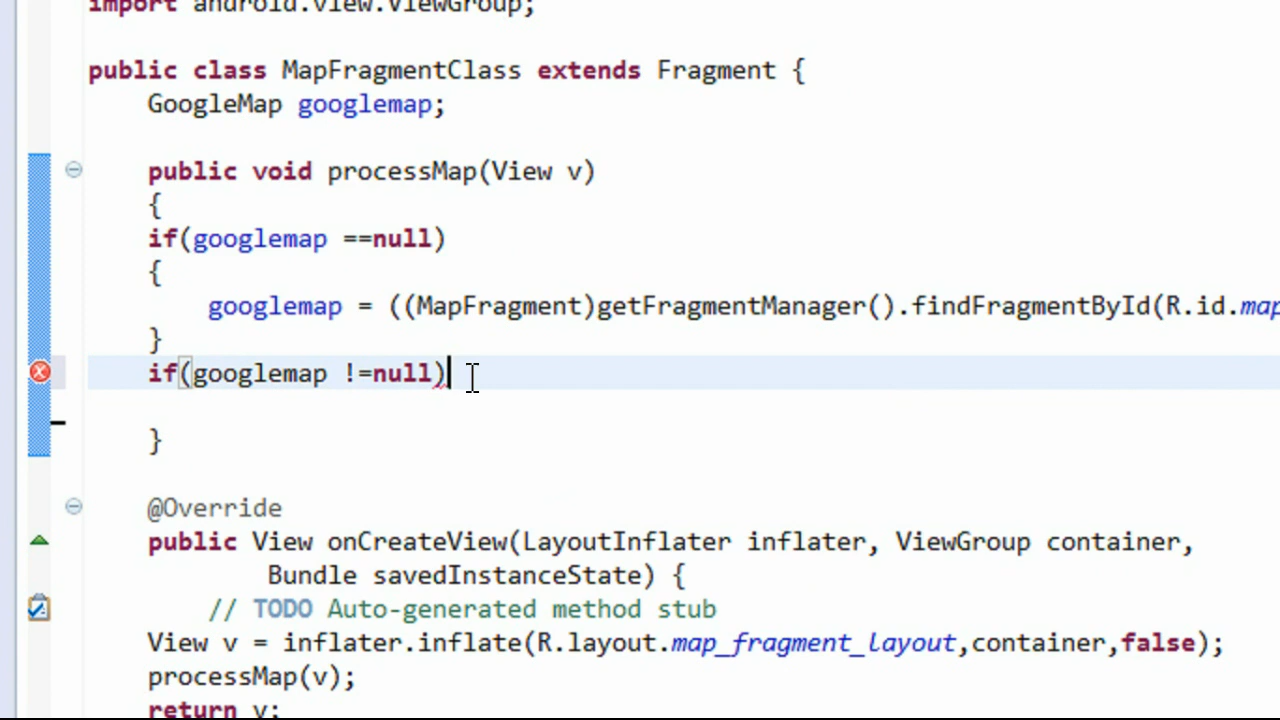 import android.view.ViewGroup;
public class MapFragmentClass extends Fragment {
GoogleMap googlemap;
public void processMap(View v)
{
if(googlemap ==null)
{
googlemap = ((MapFragment)getFragmentManager().findFragmentById(R.id.map
}
if(googlemap !=null)
}
@Override
public View onCreateView(LayoutInflater inflater, ViewGroup container,
Bundle savedInstanceState) {
// TODO Auto-generated method stub
View v = inflater.inflate(R.layout.map_fragment_layout,container,false);
processMap(v);
return v;